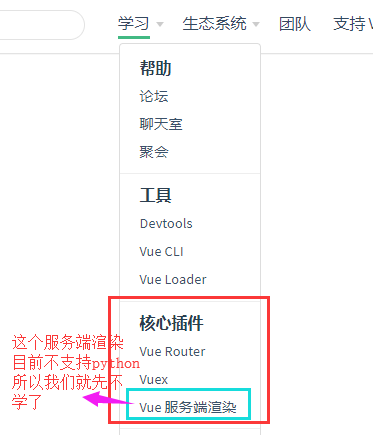 学习 生态系统 团队 支持 V
帮助
论坛
聊天室
聚会
工具
Devtools
Vue CLI
Vue Loader
核心插件
Vue Router
Vuex
Vue 服务端渲染
这个服务端渲染
目前不支持python
所以我们就先不
学了